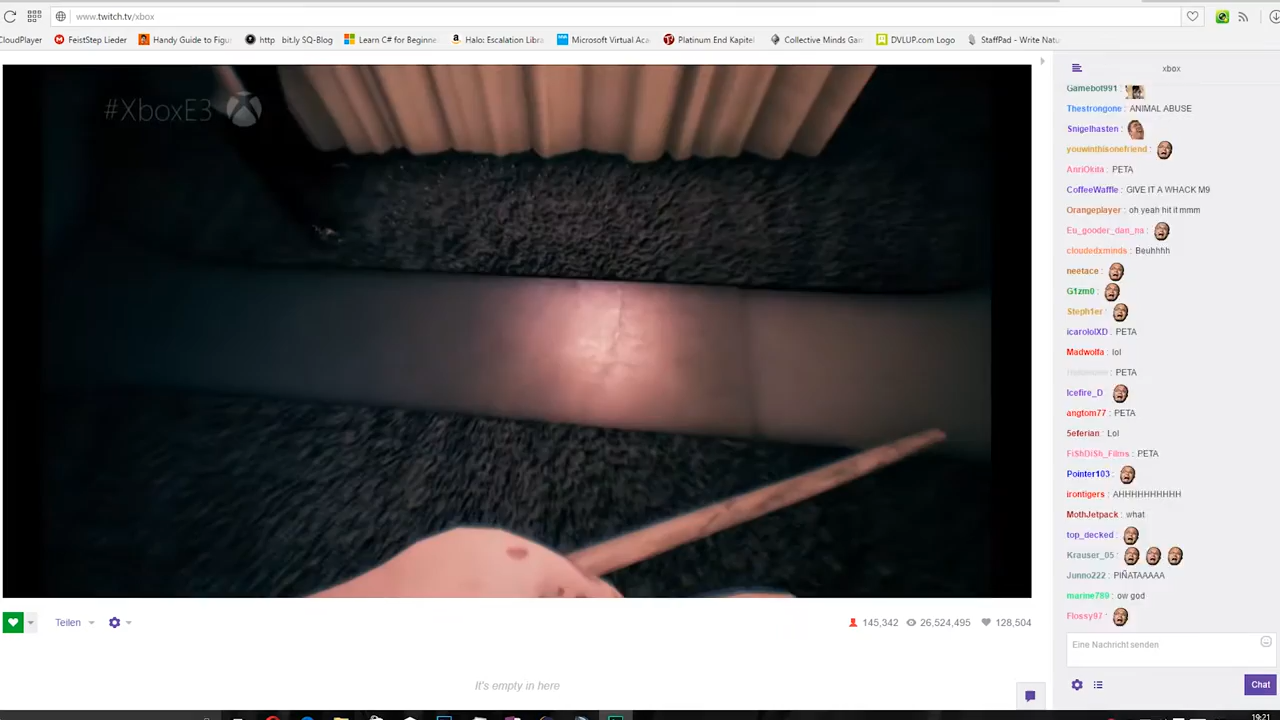 www.twitch.tv/xbox
CloudPlayer
FeistStep Lieder
Handy Guide to Figu
http
bit.ly SQ-Blog
Learn C# for Beginne
Halo: Escalation Libra
Microsoft Virtual Aca
Platinum End Kapitel
Collective Minds Gam
DVLUP.com Logo
StaffPad - Write Natu
#XboxE3
xbox
Gamebot991 :
Thestrongone : ANIMAL ABUSE
Snigelhasten :
youwinthisonefriend :
AnriOkita : PETA
CoffeeWaffle : GIVE IT A WHACK M9
Orangeplayer : oh yeah hit it mmm
Eu_gooder_dan_na :
cloudedxminds : Beuhhhh
neetace :
G1zm0 :
Steph1er :
icarololXD : PETA
Madwolfa : lol
: PETA
Icefire_D :
angtom77 : PETA
5eferian : Lol
FiShDiSh_Films : PETA
Pointer103 :
irontigers : AHHHHHHHHHH
MothJetpack : what
top_decked :
Krauser_05 :
Junno222 : PIÑATAAAAA
marine789 : ow god
Flossy97 :
Teilen
145,342
26,524,495
128,504
Eine Nachricht senden
It's empty in here
Chat
19:21